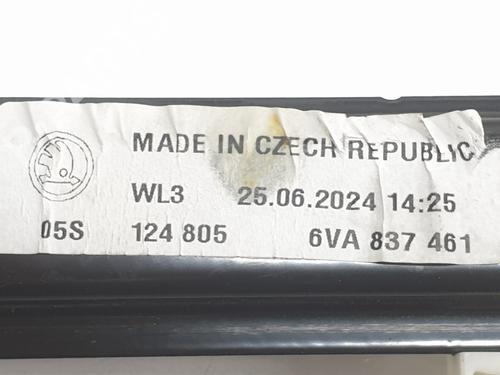 MADE IN CZECH REPUBLIC
WL3 25.06.2024 14:25
05S 124 805 6VA 837 461